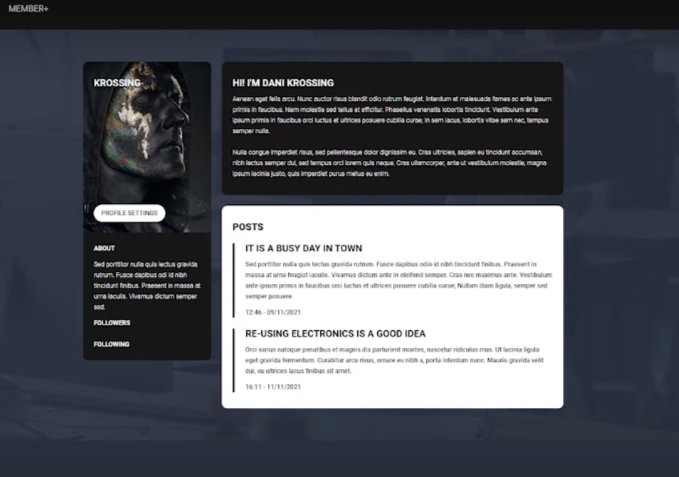 MEMBER+
KROSSING
PROFILE SETTINGS
ABOUT
Sed porttitor nulla quis lectus gravida
rutrum. Fusce dapibus odi id nibh
tincidunt finibus. Praesent in massa at
urna iaculis. Vivamus dictum semper
sed.
FOLLOWERS
FOLLOWING
HI! I'M DANI KROSSING
Aenean eget felis arcu. Nunc auctor risus blandit odio rutrum feugiat. Interdum et malesuada fames ac ante ipsum
primis in faucibus. Nam molestie sed tellus at efficitur. Phasellus venenatis lobortis tincidunt. Vestibulum ante
ipsum primis in faucibus orci luctus et ultrices posuere cubilia curae; In sem lacus, lobortis vitae sem nec, tempus
semper nulla.
Nulla congue imperdiet risus, sed pellentesque dolor dignissim eu. Cras ultricies, sapien eu tincidunt accumsan,
nibh lectus semper dui, sed tempus orci lorem quis neque. Cras ullamcorper, ante ut vestibulum molestie, magna
ipsum lacinia justo, quis imperdiet purus metus eu enim.
POSTS
IT IS A BUSY DAY IN TOWN
Sed porttitor nulla quis lectus gravida rutrum. Fusce dapibus odio id nibh tincidunt finibus. Praesent in
massa at urna feugiat iaculis. Vivamus dictum ante in eleifend semper. Cras nec maximus ante. Vestibulum
ante ipsum primis in faucibus orci luctus et ultrices posuere cubilia curae; Nullam diam ligula, semper sed
semper posuere.
12:46 - 09/11/2021
RE-USING ELECTRONICS IS A GOOD IDEA
Orci varius natoque penatibus et magnis dis parturient montes, nascetur ridiculus mus. Ut lacinia ligula
eget gravida fermentum. Curabitur arcu risus, ornare eu nibh a, porta interdum nunc. Mauris gravida velit
dui, eu ultrices lacus finibus sit amet.
16:11 - 11/11/2021